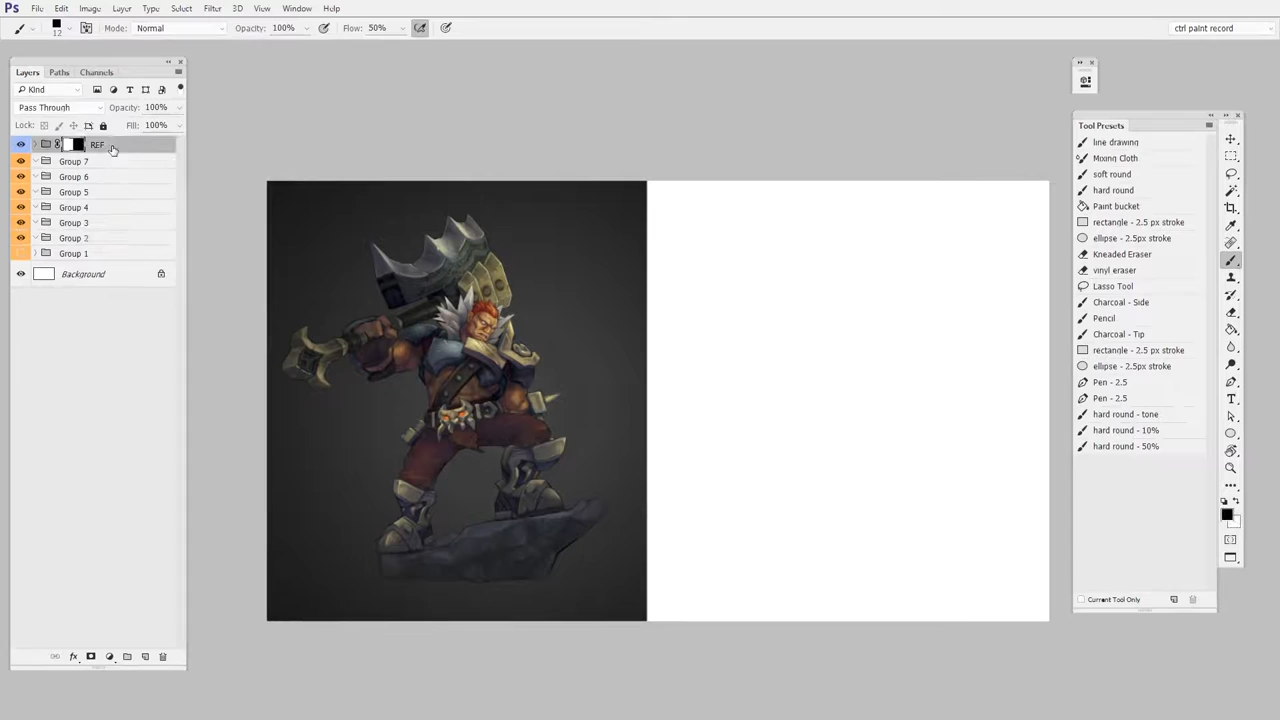 Ps File Edit Image Layer Type Select Filter 3D View Window Help
12 Mode: Normal Opacity: 100% Flow: 50% ctrl paint record
Layers Paths Channels
Kind
Pass Through Opacity: 100%
Lock: Fill: 100%
REF
Group 7
Group 6
Group 5
Group 4
Group 3
Group 2
Group 1
Background
fx
Tool Presets
line drawing
Mixing Cloth
soft round
hard round
Paint bucket
rectangle - 2.5 px stroke
ellipse - 2.5px stroke
Kneaded Eraser
vinyl eraser
Lasso Tool
Charcoal - Side
Pencil
Charcoal - Tip
rectangle - 2.5 px stroke
ellipse - 2.5px stroke
Pen - 2.5
Pen - 2.5
hard round - tone
hard round - 10%
hard round - 50%
Current Tool Only